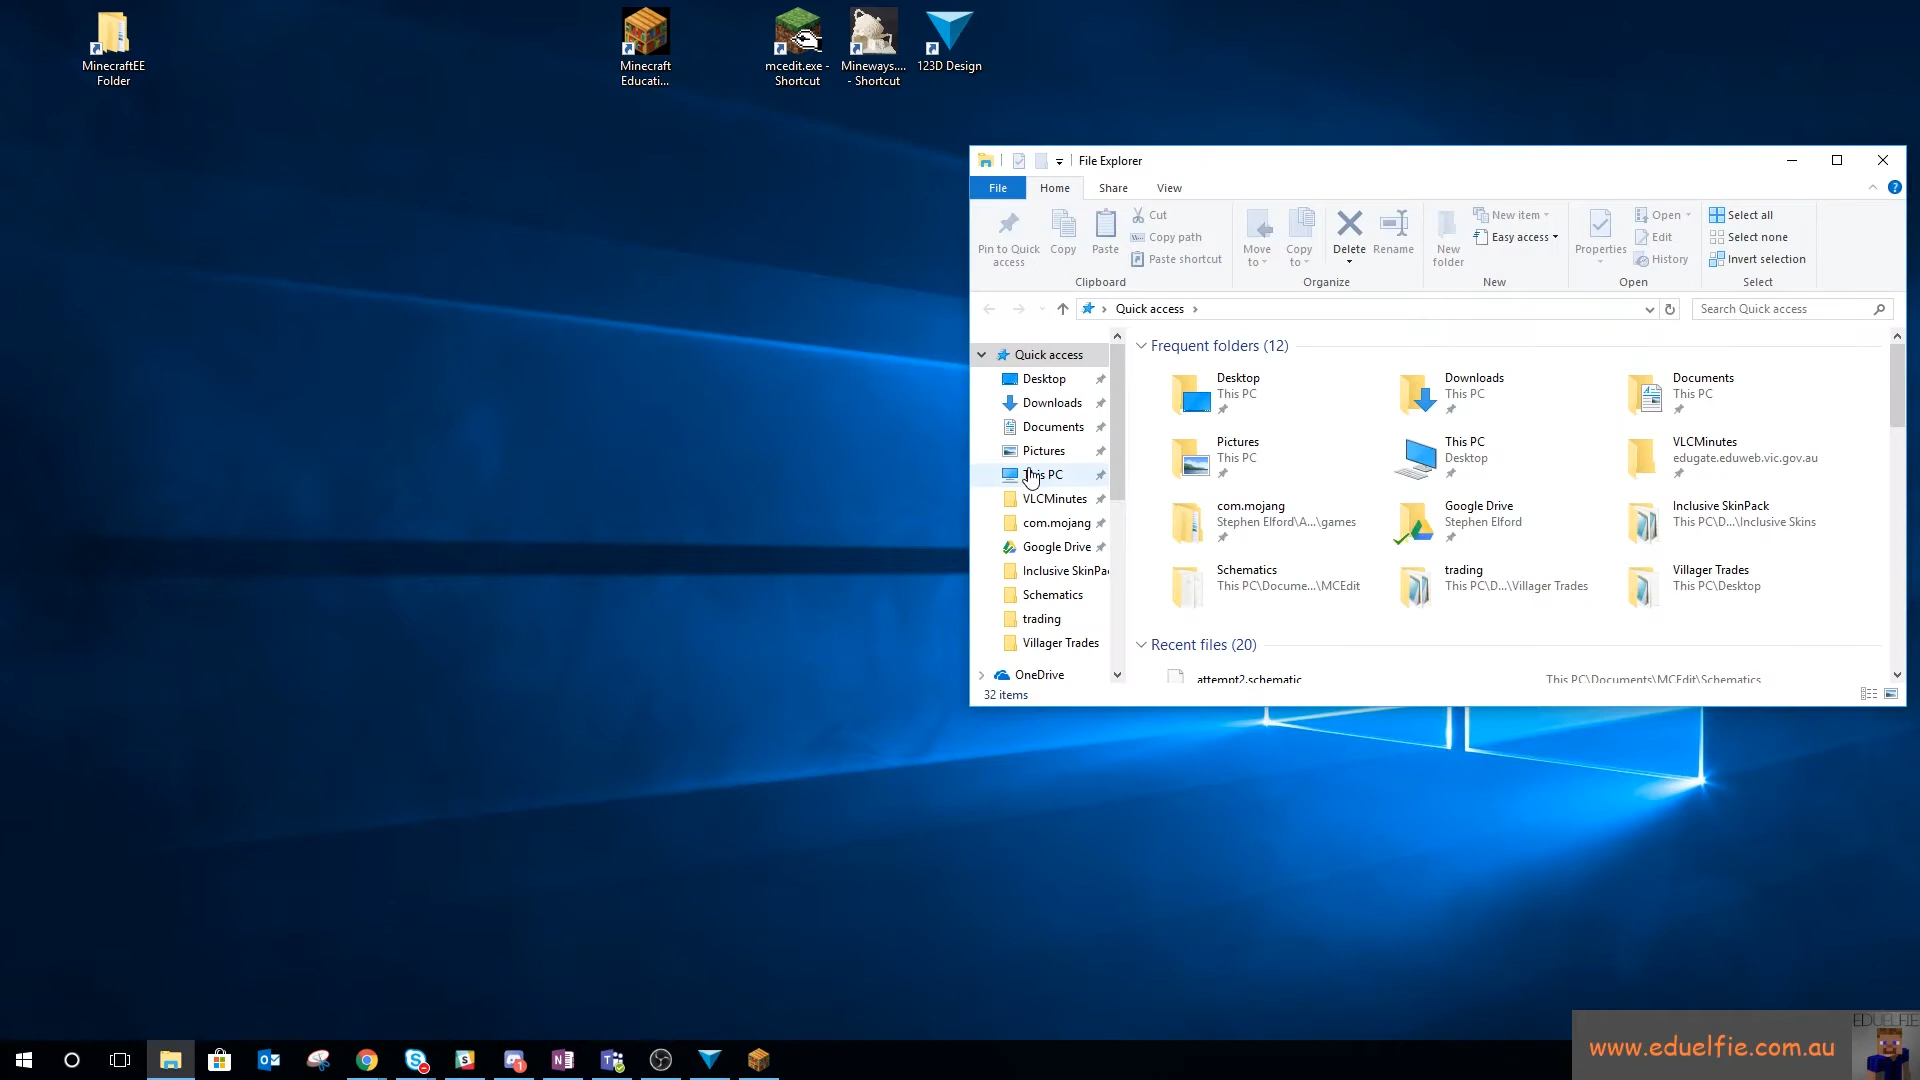 MinecraftEE
Folder
Minecraft
Educati...
mcedit.exe -
Shortcut
Mineways....
- Shortcut
123D Design
File Explorer
File
Home
Share
View
Pin to Quick
access
Copy
Paste
Cut
Copy path
Paste shortcut
Clipboard
Move
to
Copy
to
Delete
Rename
Organize
New
folder
New item
Easy access
New
Properties
Open
Edit
History
Open
Select all
Select none
Invert selection
Select
Quick access
Search Quick access
Quick access
Desktop
Downloads
Documents
Pictures
This PC
VLCMinutes
com.mojang
Google Drive
Inclusive SkinPa
Schematics
trading
Villager Trades
OneDrive
Frequent folders (12)
Desktop
This PC
Downloads
This PC
Documents
This PC
Pictures
This PC
This PC
Desktop
VLCMinutes
edugate.eduweb.vic.gov.au
com.mojang
Stephen Elford\A...\games
Google Drive
Stephen Elford
Inclusive SkinPack
This PC\D...\Inclusive Skins
Schematics
This PC\Docume...\MCEdit
trading
This PC\D...\Villager Trades
Villager Trades
This PC\Desktop
Recent files (20)
attempt2.schematic
This PC\Documents\MCEdit\Schematics
32 items
EDUELFIE
www.eduelfie.com.au